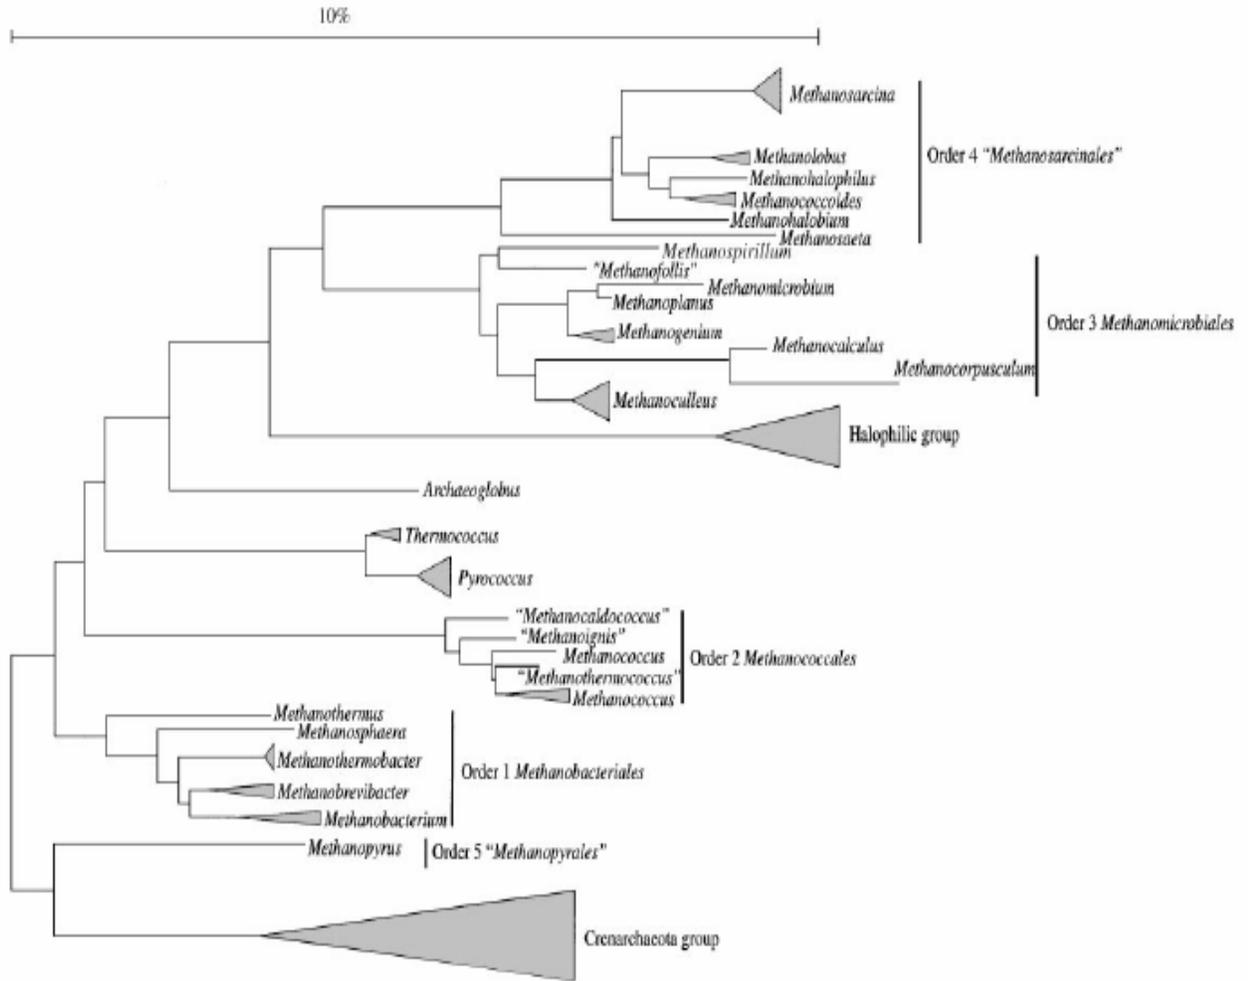 10%
Methanosarcina
Order 4 “Methanosarcinales”
Methanolobus
Methanohalophilus
Methanococcoides
Methanohalobium
Methanosaeta
Methanospirillum
“Methanofollis”
Methanomicrobium
Methanoplanus
Order 3 Methanomicrobiales
Methanogenium
Methanocalculus
Methanocorpusculum
Methanoculleus
Halophilic group
Archaeoglobus
Thermococcus
Pyrococcus
“Methanocaldococcus”
“Methanoignis”
Methanococcus
Order 2 Methanococcales
“Methanothermococcus”
Methanococcus
Methanothermus
Methanosphaera
Methanothermobacter
Order 1 Methanobacteriales
Methanobrevibacter
Methanobacterium
Methanopyrus
Order 5 “Methanopyrales”
Crenarchaeota group